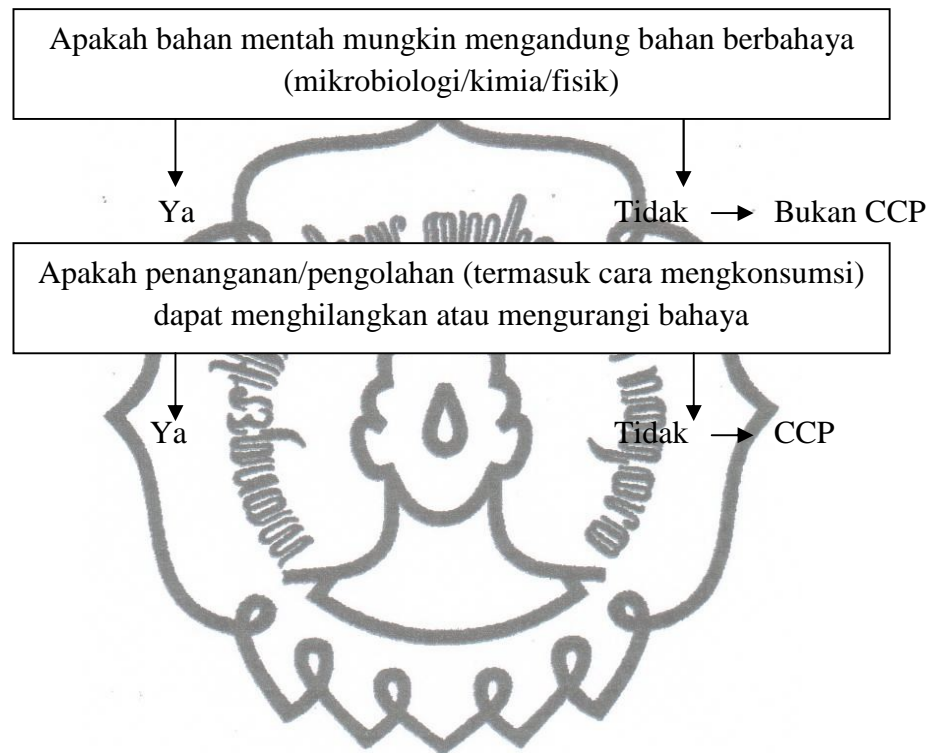 Apakah bahan mentah mungkin mengandung bahan berbahaya
(mikrobiologi/kimia/fisik)
Ya
Tidak
Bukan CCP
Apakah penanganan/pengolahan (termasuk cara mengkonsumsi)
dapat menghilangkan atau mengurangi bahaya
Ya
Tidak
CCP